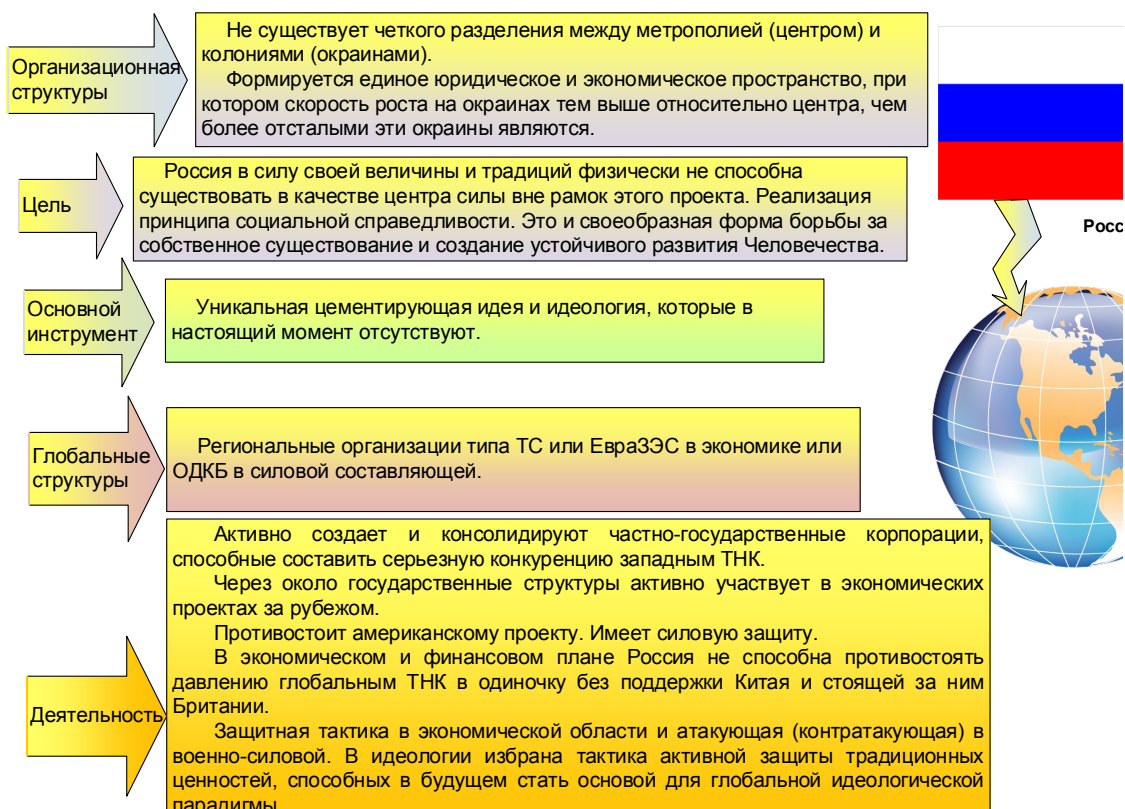 Организационная
структуры
Не существует четкого разделения между метрополией (центром) и
колониями (окраинами).
Формируется единое юридическое и экономическое пространство, при
котором скорость роста на окраинах тем выше относительно центра, чем
более отсталыми эти окраины являются.
Цель
Россия в силу своей величины и традиций физически не способна
существовать в качестве центра силы вне рамок этого проекта. Реализация
принципа социальной справедливости. Это и своеобразная форма борьбы за
собственное существование и создание устойчивого развития Человечества.
Росс
Основной
инструмент
Уникальная цементирующая идея и идеология, которые в
настоящий момент отсутствуют.
Глобальные
структуры
Региональные организации типа ТС или ЕвраЗЭС в экономике или
ОДКБ в силовой составляющей.
Деятельность
Активно создает и консолидируют частно-государственные корпорации,
способные составить серьезную конкуренцию западным ТНК.
Через около государственные структуры активно участвует в экономических
проектах за рубежом.
Противостоит американскому проекту. Имеет силовую защиту.
В экономическом и финансовом плане Россия не способна противостоять
давлению глобальным ТНК в одиночку без поддержки Китая и стоящей за ним
Британии.
Защитная тактика в экономической области и атакующая (контратакующая) в
военно-силовой. В идеологии избрана тактика активной защиты традиционных
ценностей, способных в будущем стать основой для глобальной идеологической
парадигмы